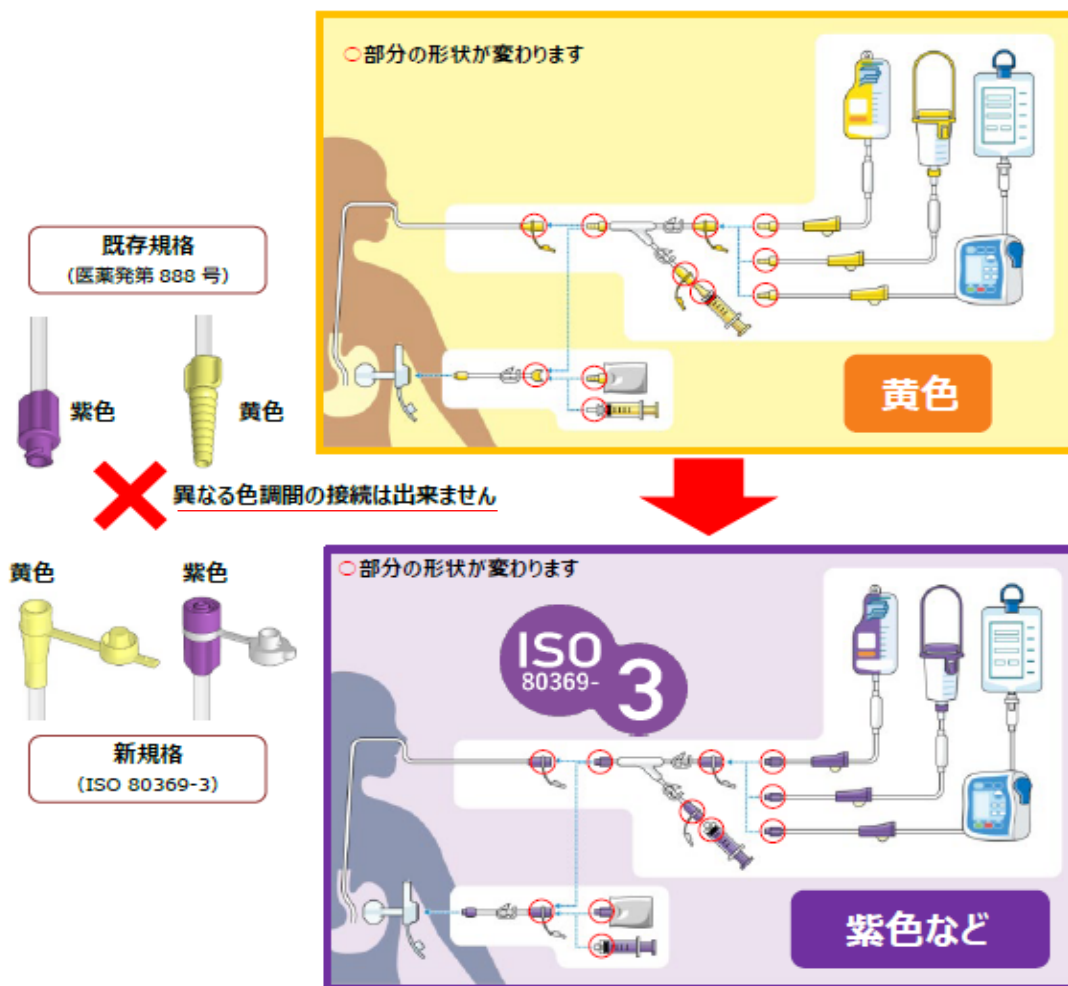 ○部分の形状が変わります
既存規格
（医薬発第 888 号）
紫色
黄色
黄色
異なる色調間の接続は出来ません
黄色
紫色
新規格
（ISO 80369-3）
○部分の形状が変わります
ISO
80369-
3
紫色など